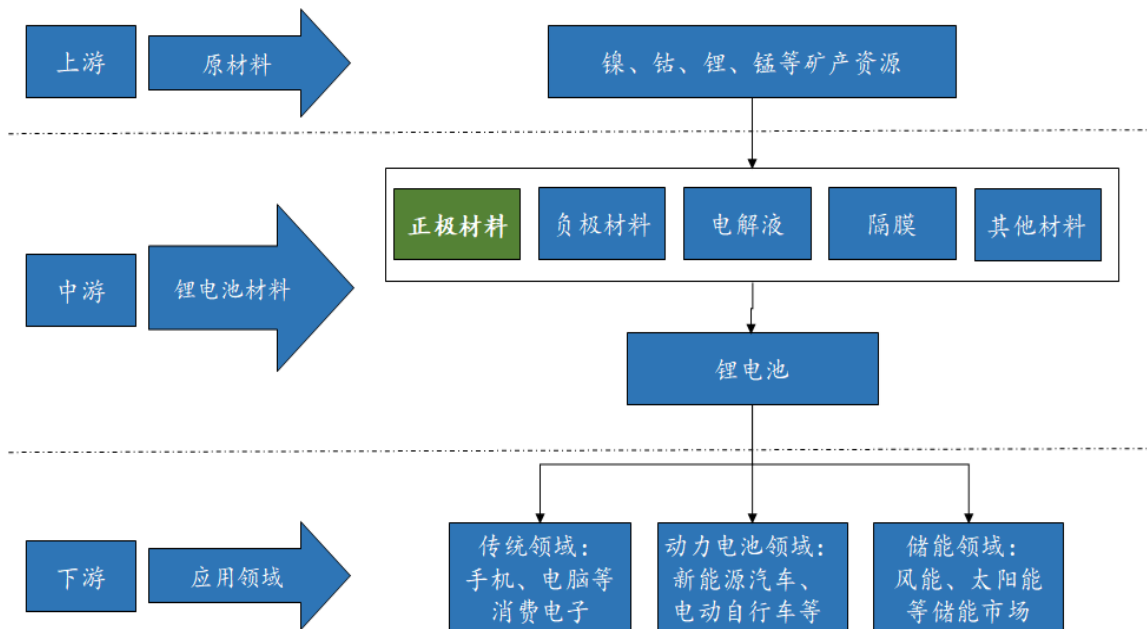 上游
原材料
镍、钴、锂、锰等矿产资源
正极材料
负极材料
电解液
隔膜
其他材料
中游
锂电池材料
锂电池
下游
应用领域
传统领域：
手机、电脑等
消费电子
动力电池领域：
新能源汽车、
电动自行车等
储能领域：
风能、太阳能
等储能市场